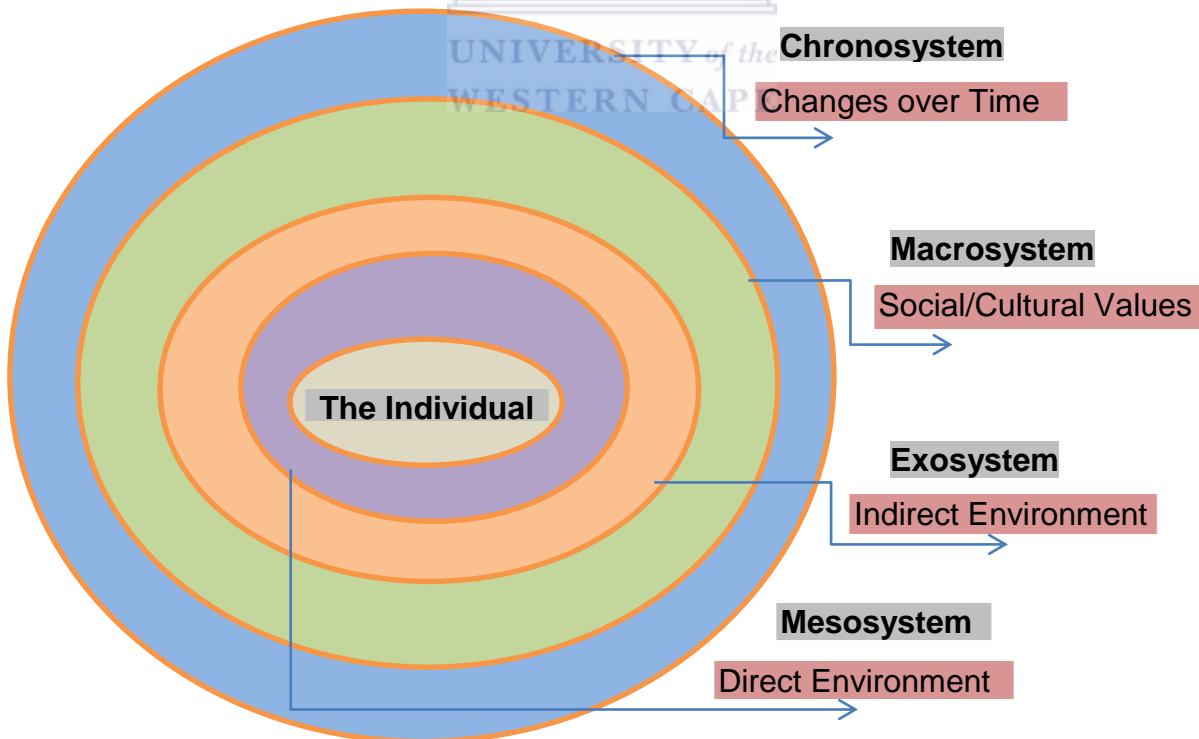 UNIVERSITY of the
WESTERN CAPE
Chronosystem
Changes over Time
Macrosystem
Social/Cultural Values
The Individual
Exosystem
Indirect Environment
Mesosystem
Direct Environment